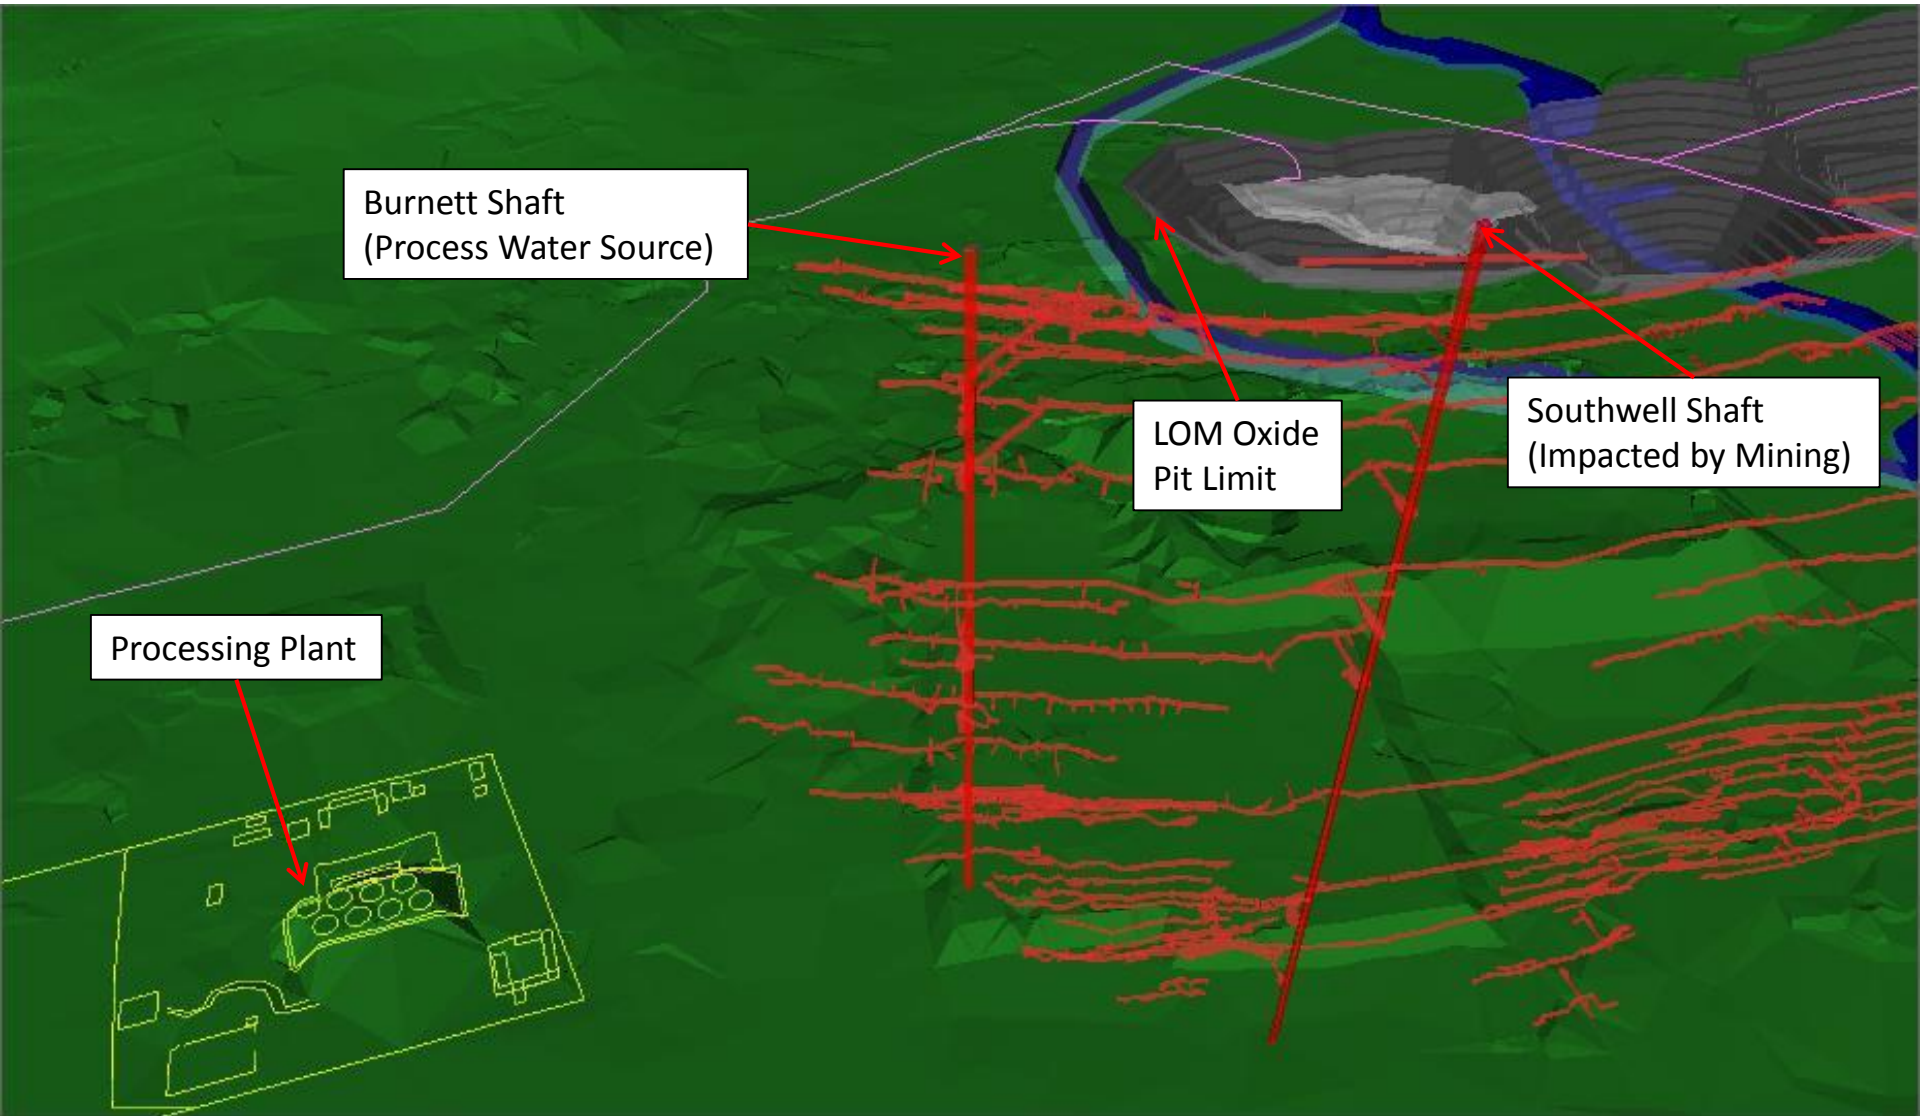 Burnett Shaft
(Process Water Source)
LOM Oxide
Pit Limit
Southwell Shaft
(Impacted by Mining)
Processing Plant